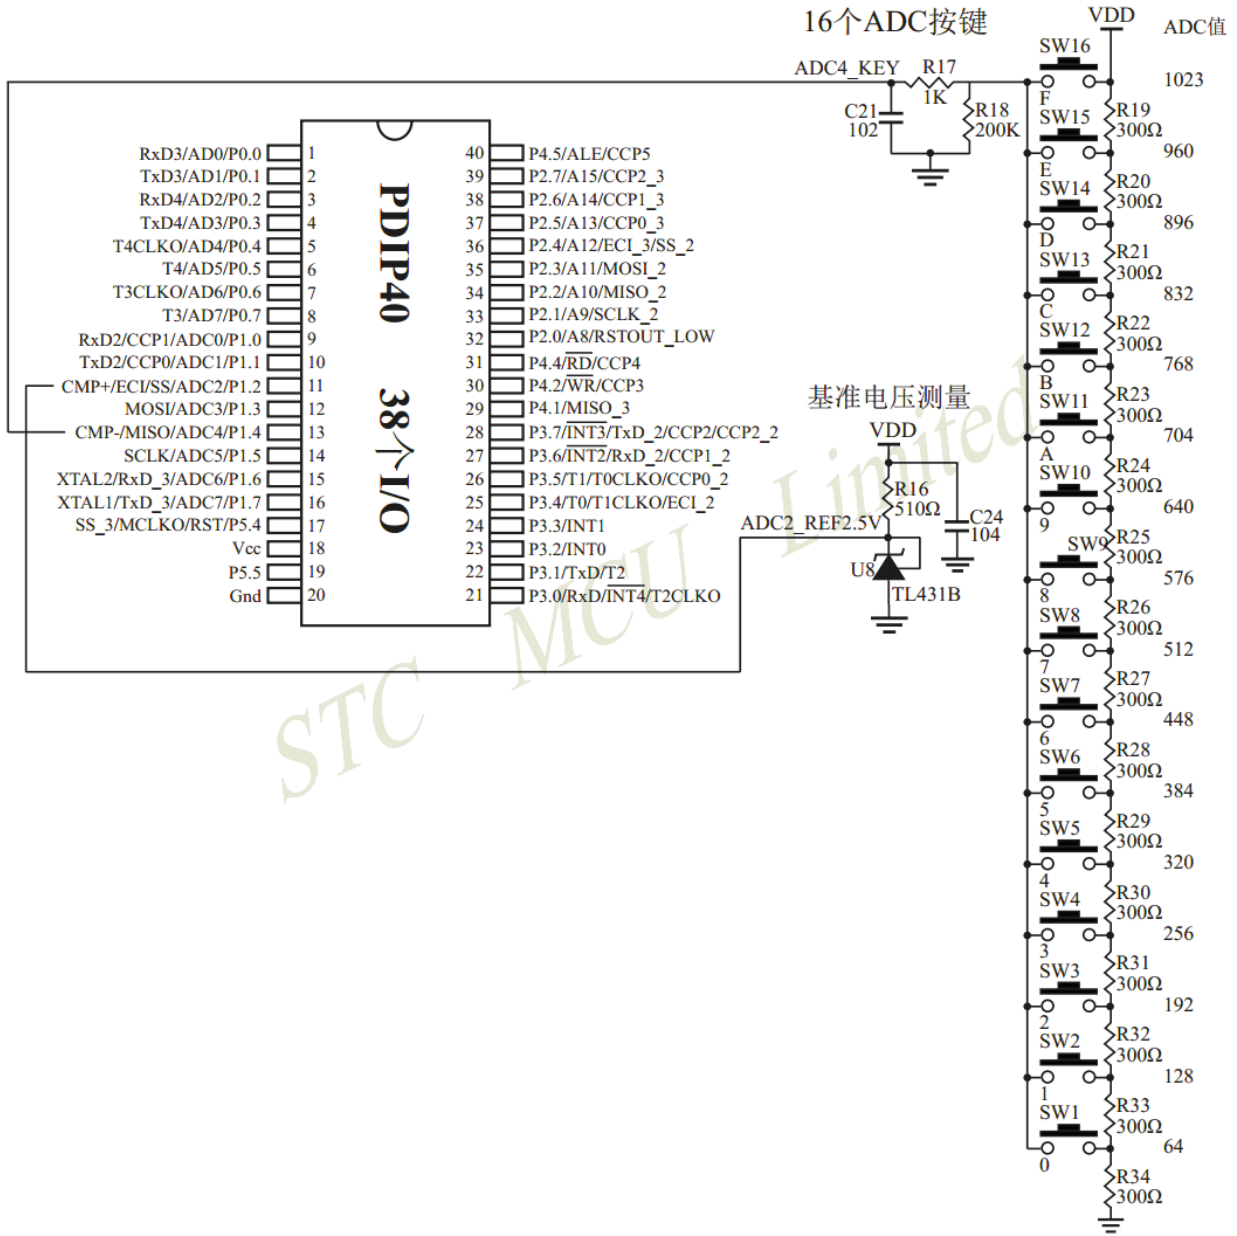 16个ADC按键
VDD
ADC值
ADC4_KEY
R17
1K
C21
102
R18
200K
SW16
F
1023
R19
300Ω
SW15
E
960
R20
300Ω
SW14
D
896
R21
300Ω
SW13
C
832
R22
300Ω
SW12
B
768
R23
300Ω
SW11
A
704
R24
300Ω
SW10
9
640
R25
300Ω
SW9
8
576
R26
300Ω
SW8
7
512
R27
300Ω
SW7
6
448
R28
300Ω
SW6
5
384
R29
300Ω
SW5
4
320
R30
300Ω
SW4
3
256
R31
300Ω
SW3
2
192
R32
300Ω
SW2
1
128
R33
300Ω
SW1
0
64
R34
300Ω
PDIP40 38个I/O
RxD3/AD0/P0.0 1
TxD3/AD1/P0.1 2
RxD4/AD2/P0.2 3
TxD4/AD3/P0.3 4
T4CLKO/AD4/P0.4 5
T4/AD5/P0.5 6
T3CLKO/AD6/P0.6 7
T3/AD7/P0.7 8
RxD2/CCP1/ADC0/P1.0 9
TxD2/CCP0/ADC1/P1.1 10
CMP+/ECI/SS/ADC2/P1.2 11
MOSI/ADC3/P1.3 12
CMP-/MISO/ADC4/P1.4 13
SCLK/ADC5/P1.5 14
XTAL2/RxD_3/ADC6/P1.6 15
XTAL1/TxD_3/ADC7/P1.7 16
SS_3/MCLKO/RST/P5.4 17
Vcc 18
P5.5 19
Gnd 20
40 P4.5/ALE/CCP5
39 P2.7/A15/CCP2_3
38 P2.6/A14/CCP1_3
37 P2.5/A13/CCP0_3
36 P2.4/A12/ECI_3/SS_2
35 P2.3/A11/MOSI_2
34 P2.2/A10/MISO_2
33 P2.1/A9/SCLK_2
32 P2.0/A8/RSTOUT_LOW
31 P4.4/RD/CCP4
30 P4.2/WR/CCP3
29 P4.1/MISO_3
28 P3.7/INT3/TxD_2/CCP2/CCP2_2
27 P3.6/INT2/RxD_2/CCP1_2
26 P3.5/T1/T0CLKO/CCP0_2
25 P3.4/T0/T1CLKO/ECI_2
24 P3.3/INT1
23 P3.2/INT0
22 P3.1/TxD/T2
21 P3.0/RxD/INT4/T2CLKO
基准电压测量
VDD
R16
510Ω
ADC2_REF2.5V
C24
104
U8
TL431B
STC MCU Limited